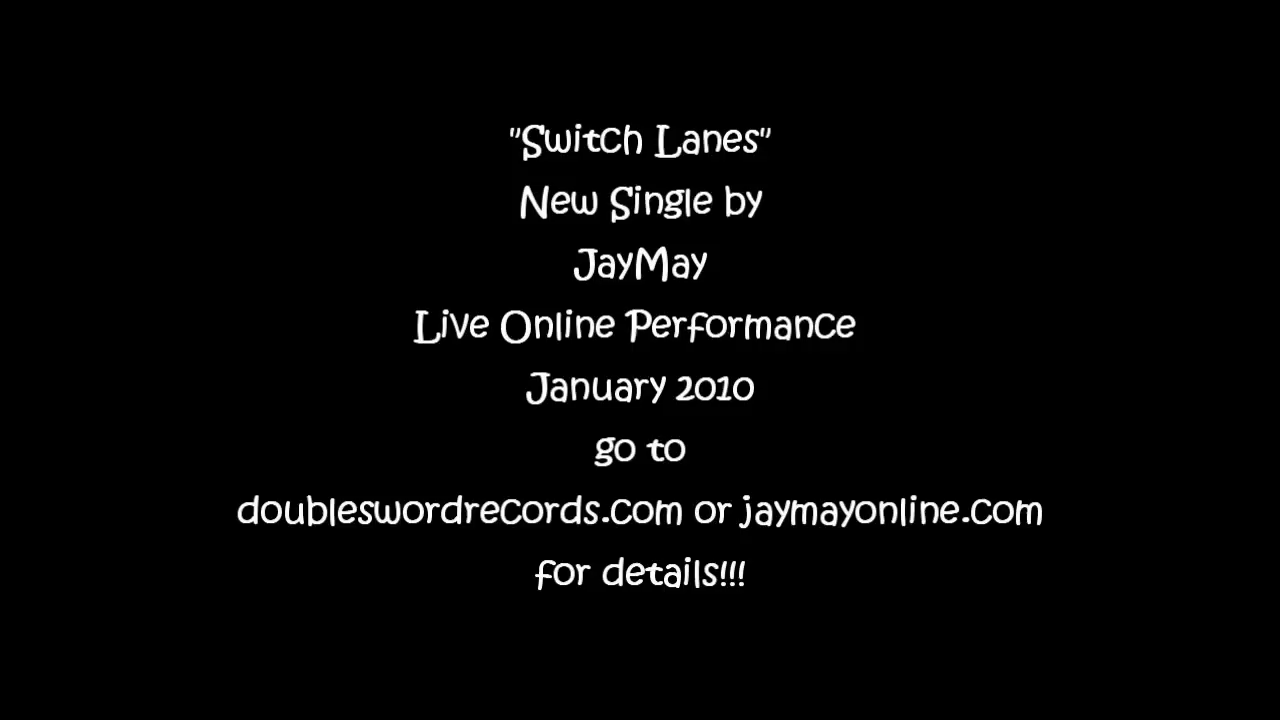 "Switch Lanes"
New Single by
JayMay
Live Online Performance
January 2010
go to
doubleswordrecords.com or jaymayonline.com
for details!!!